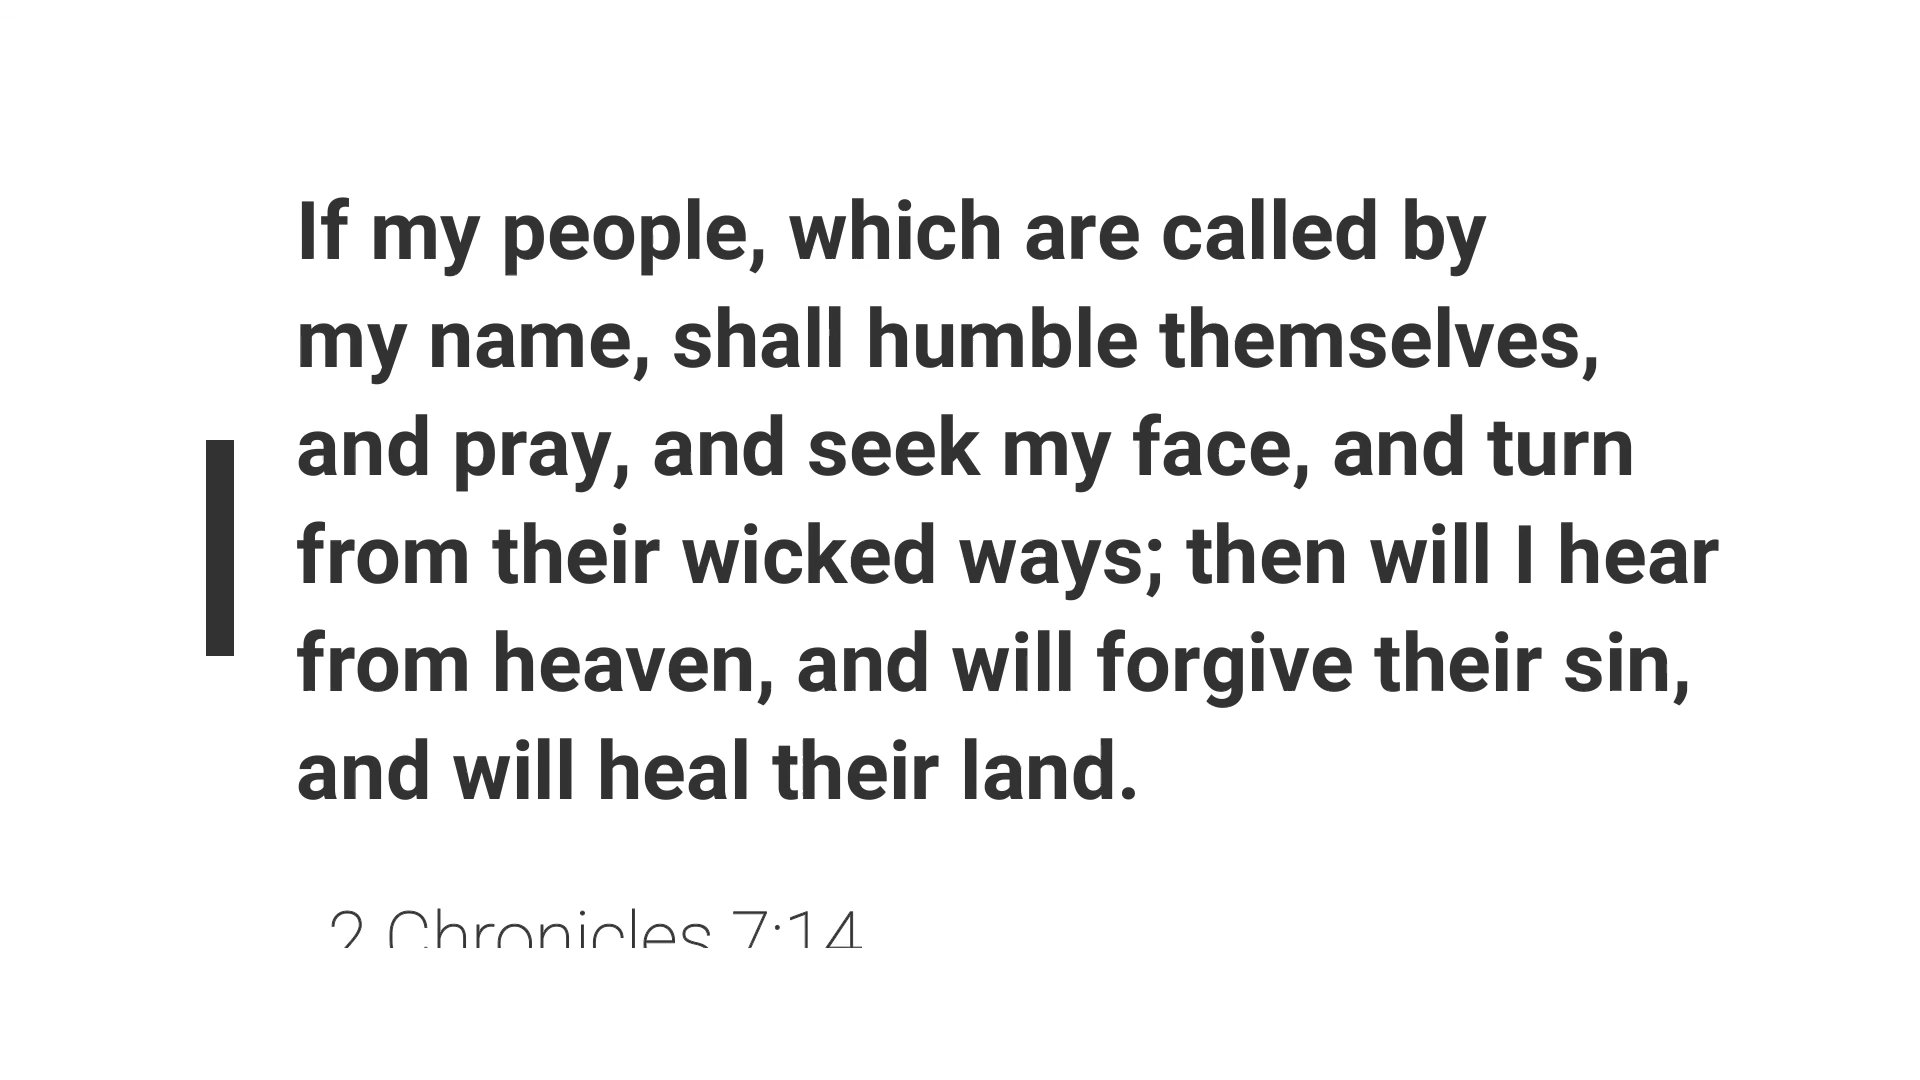 If my people, which are called by
my name, shall humble themselves,
and pray, and seek my face, and turn
from their wicked ways; then will I hear
from heaven, and will forgive their sin,
and will heal their land.
2 Chronicles 7:14